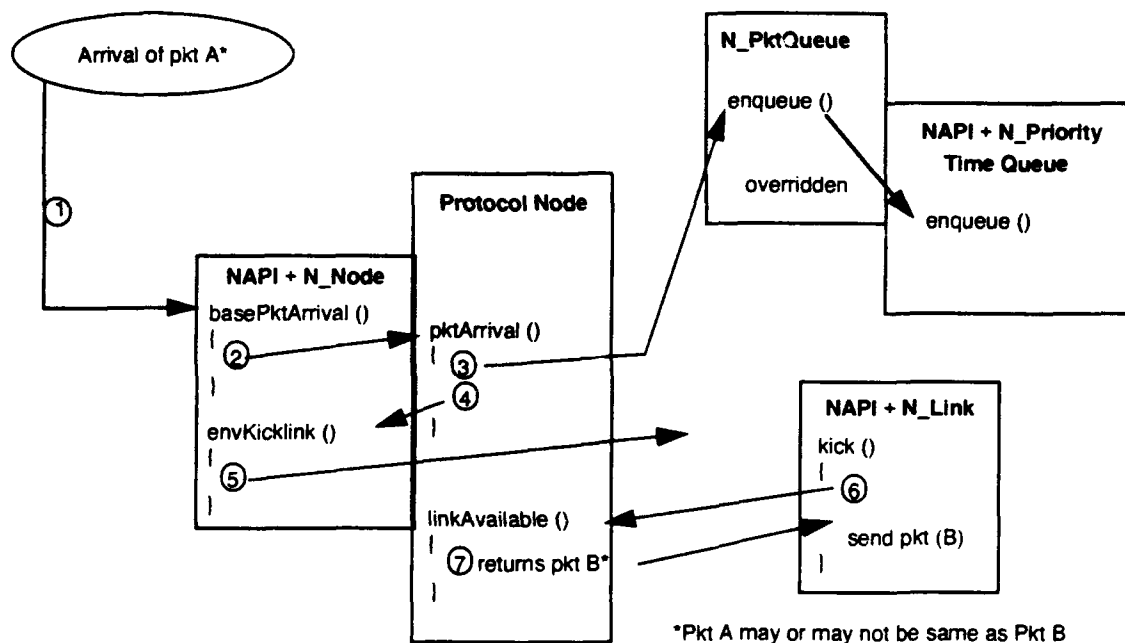 Arrival of pkt A*
1
N_PktQueue
enqueue ()
overridden
NAPI + N_Priority
Time Queue
enqueue ()
Protocol Node
pktArrival ()
{
3
4
}
linkAvailable ()
{
7 returns pkt B*
}
NAPI + N_Node
basePktArrival ()
{
2
}
envKicklink ()
{
5
}
NAPI + N_Link
kick ()
{
6
send pkt (B)
}
*Pkt A may or may not be same as Pkt B